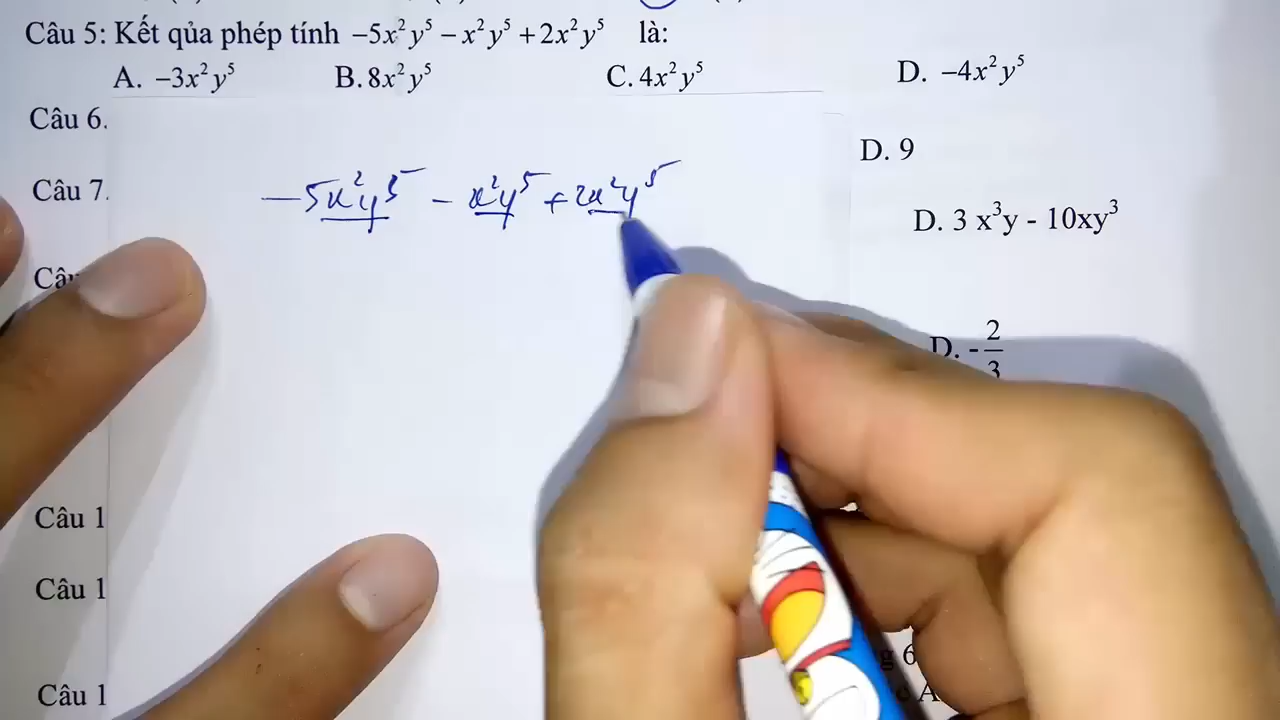 Câu 5: Kết qủa phép tính −5x²y⁵ − x²y⁵ + 2x²y⁵ là:
A. −3x²y⁵ B. 8x²y⁵ C. 4x²y⁵ D. −4x²y⁵
Câu 6.
D. 9
Câu 7.
−5x²y⁵ − x²y⁵ + 2x²y⁵
D. 3 x³y - 10xy³
D. - 2/3
Câu 1
Câu 1
g 6
Câu 1